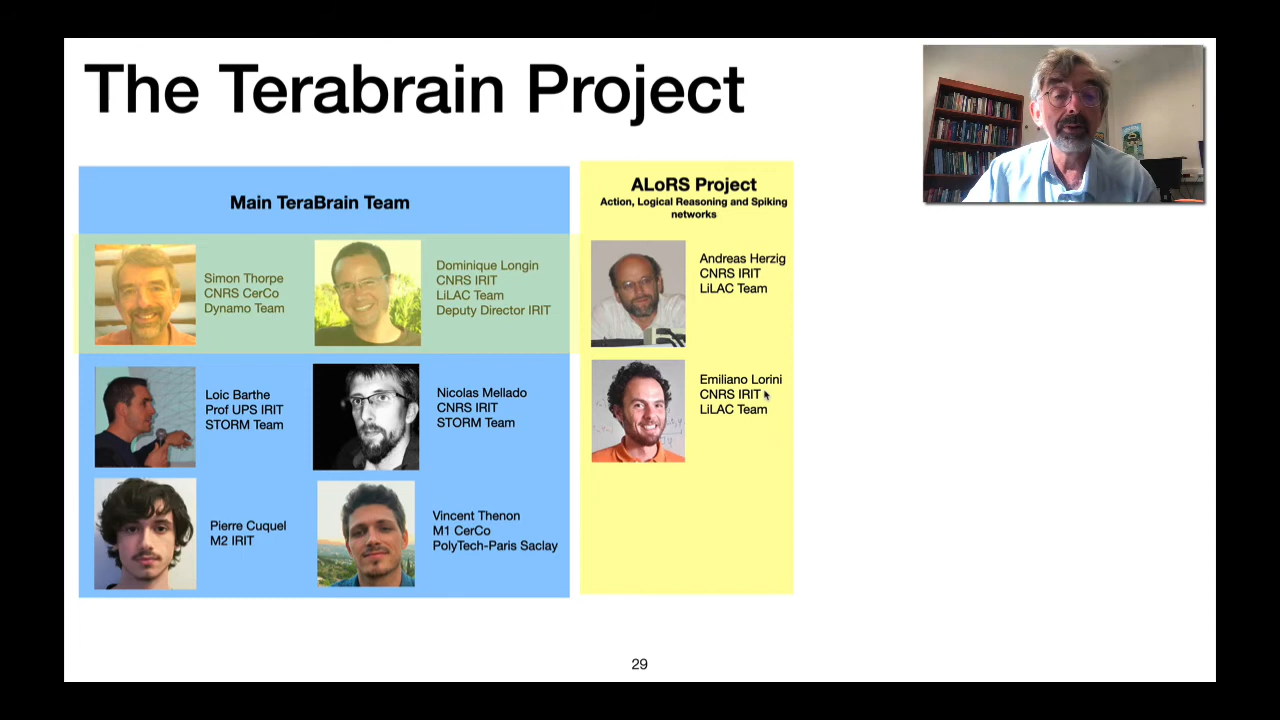 The Terabrain Project
Main TeraBrain Team
Simon Thorpe
CNRS CerCo
Dynamo Team
Dominique Longin
CNRS IRIT
LiLAC Team
Deputy Director IRIT
Loic Barthe
Prof UPS IRIT
STORM Team
Nicolas Mellado
CNRS IRIT
STORM Team
Pierre Cuquel
M2 IRIT
Vincent Thenon
M1 CerCo
PolyTech-Paris Saclay
ALoRS Project
Action, Logical Reasoning and Spiking
networks
Andreas Herzig
CNRS IRIT
LiLAC Team
Emiliano Lorini
CNRS IRIT
LiLAC Team
29